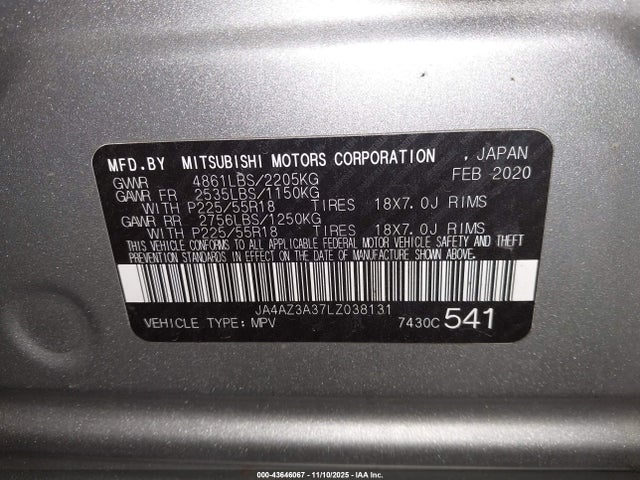 MFD.BY MITSUBISHI MOTORS CORPORATION , JAPAN
GVWR 4861LBS/2205KG FEB 2020
GAWR FR 2535LBS/1150KG
WITH P225/55R18 TIRES 18X7.0J RIMS
GAWR RR 2756LBS/1250KG
WITH P225/55R18 TIRES 18X7.0J RIMS
THIS VEHICLE CONFORMS TO ALL APPLICABLE FEDERAL MOTOR VEHICLE SAFETY AND THEFT
PREVENTION STANDARDS IN EFFECT ON THE DATE OF MANUFACTURE SHOWN ABOVE.
JA4AZ3A37LZ038131
VEHICLE TYPE: MPV 7430C 541
000-43646067 - 11/10/2025 - IAA Inc.